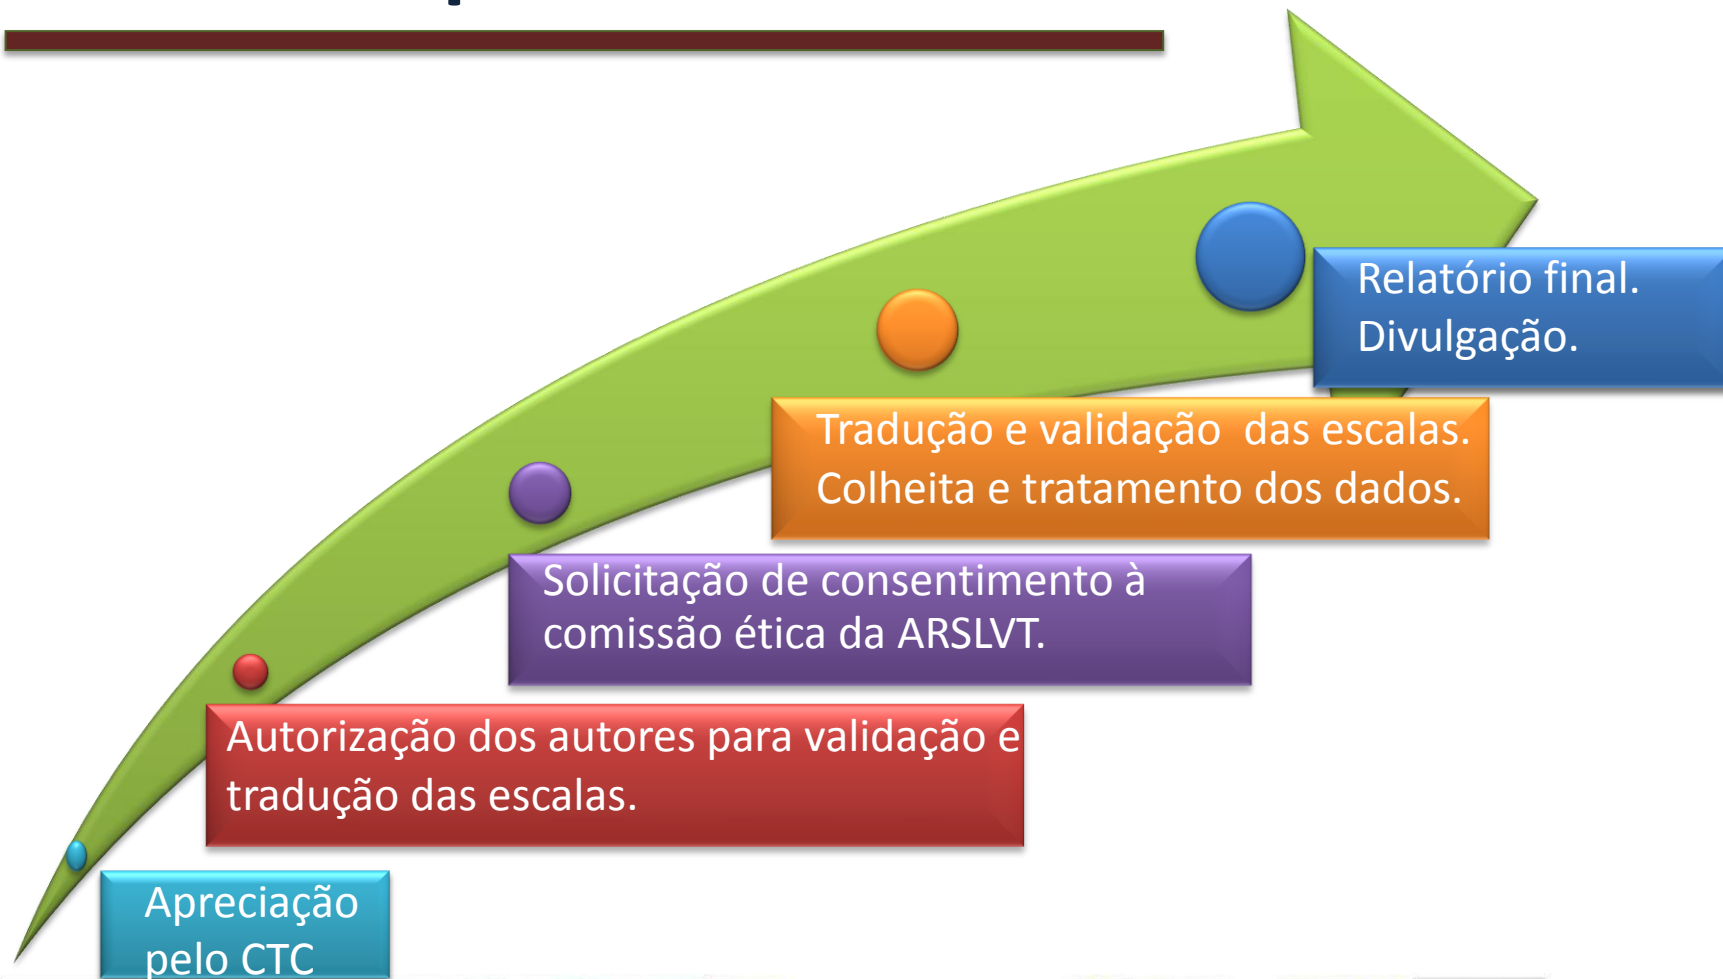 Relatório final.
Divulgação.
Tradução e validação  das escalas.
Colheita e tratamento dos dados.
Solicitação de consentimento à
comissão ética da ARSLVT.
Autorização dos autores para validação e
tradução das escalas.
Apreciação
pelo CTC